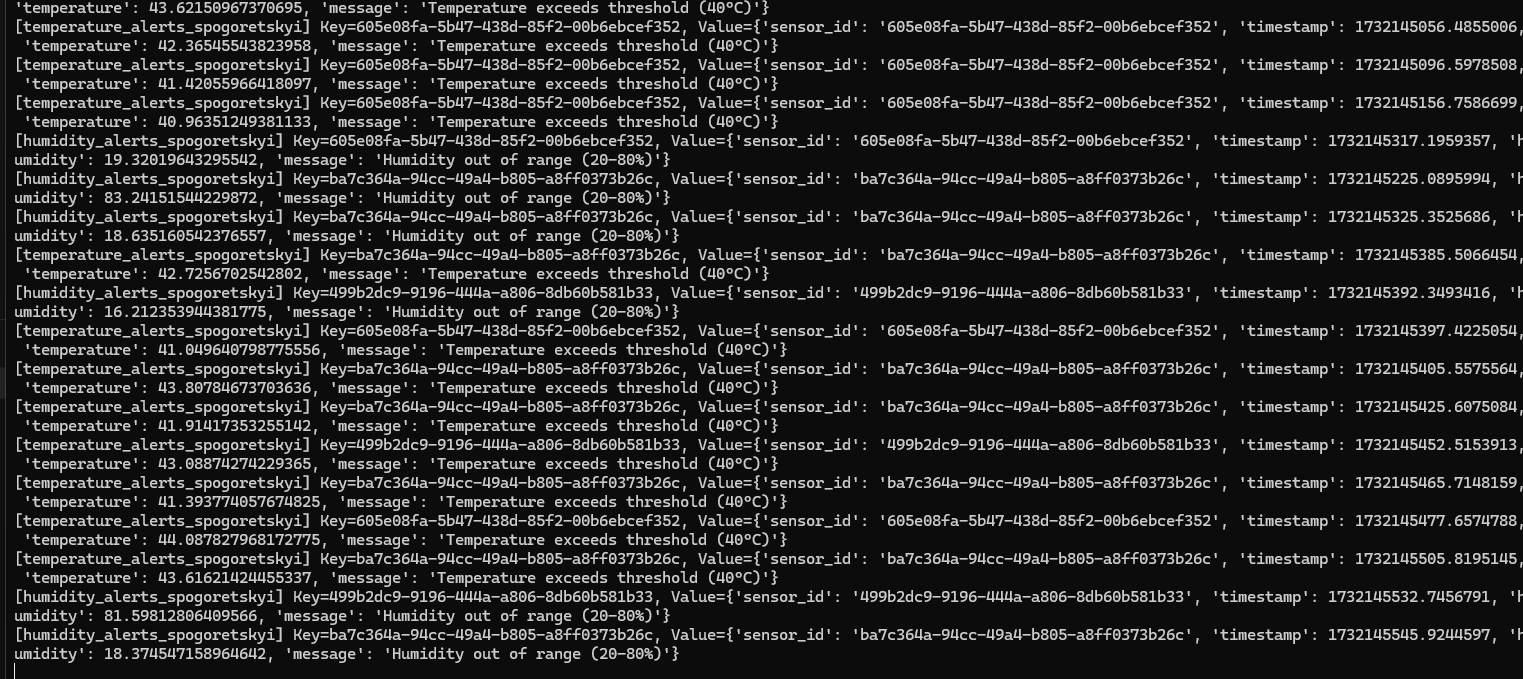 'temperature': 43.62150967370695, 'message': 'Temperature exceeds threshold (40°C)'}
[temperature_alerts_spogoretskyi] Key=605e08fa-5b47-438d-85f2-00b6ebcef352, Value={'sensor_id': '605e08fa-5b47-438d-85f2-00b6ebcef352', 'timestamp': 1732145056.4855006,
'temperature': 42.36545543823958, 'message': 'Temperature exceeds threshold (40°C)'}
[temperature_alerts_spogoretskyi] Key=605e08fa-5b47-438d-85f2-00b6ebcef352, Value={'sensor_id': '605e08fa-5b47-438d-85f2-00b6ebcef352', 'timestamp': 1732145096.5978508,
'temperature': 41.42055966418097, 'message': 'Temperature exceeds threshold (40°C)'}
[temperature_alerts_spogoretskyi] Key=605e08fa-5b47-438d-85f2-00b6ebcef352, Value={'sensor_id': '605e08fa-5b47-438d-85f2-00b6ebcef352', 'timestamp': 1732145156.7586699,
'temperature': 40.96351249381133, 'message': 'Temperature exceeds threshold (40°C)'}
[humidity_alerts_spogoretskyi] Key=605e08fa-5b47-438d-85f2-00b6ebcef352, Value={'sensor_id': '605e08fa-5b47-438d-85f2-00b6ebcef352', 'timestamp': 1732145317.1959357, 'h
umidity': 19.32019643295542, 'message': 'Humidity out of range (20-80%)'}
[humidity_alerts_spogoretskyi] Key=ba7c364a-94cc-49a4-b805-a8ff0373b26c, Value={'sensor_id': 'ba7c364a-94cc-49a4-b805-a8ff0373b26c', 'timestamp': 1732145225.0895994, 'h
umidity': 83.24151544229872, 'message': 'Humidity out of range (20-80%)'}
[humidity_alerts_spogoretskyi] Key=ba7c364a-94cc-49a4-b805-a8ff0373b26c, Value={'sensor_id': 'ba7c364a-94cc-49a4-b805-a8ff0373b26c', 'timestamp': 1732145325.3525686, 'h
umidity': 18.635160542376557, 'message': 'Humidity out of range (20-80%)'}
[temperature_alerts_spogoretskyi] Key=ba7c364a-94cc-49a4-b805-a8ff0373b26c, Value={'sensor_id': 'ba7c364a-94cc-49a4-b805-a8ff0373b26c', 'timestamp': 1732145385.5066454,
'temperature': 42.7256702542802, 'message': 'Temperature exceeds threshold (40°C)'}
[humidity_alerts_spogoretskyi] Key=499b2dc9-9196-444a-a806-8db60b581b33, Value={'sensor_id': '499b2dc9-9196-444a-a806-8db60b581b33', 'timestamp': 1732145392.3493416, 'h
umidity': 16.212353944381775, 'message': 'Humidity out of range (20-80%)'}
[temperature_alerts_spogoretskyi] Key=605e08fa-5b47-438d-85f2-00b6ebcef352, Value={'sensor_id': '605e08fa-5b47-438d-85f2-00b6ebcef352', 'timestamp': 1732145397.4225054,
'temperature': 41.049640798775556, 'message': 'Temperature exceeds threshold (40°C)'}
[temperature_alerts_spogoretskyi] Key=ba7c364a-94cc-49a4-b805-a8ff0373b26c, Value={'sensor_id': 'ba7c364a-94cc-49a4-b805-a8ff0373b26c', 'timestamp': 1732145405.5575564,
'temperature': 43.80784673703636, 'message': 'Temperature exceeds threshold (40°C)'}
[temperature_alerts_spogoretskyi] Key=ba7c364a-94cc-49a4-b805-a8ff0373b26c, Value={'sensor_id': 'ba7c364a-94cc-49a4-b805-a8ff0373b26c', 'timestamp': 1732145425.6075084,
'temperature': 41.91417353255142, 'message': 'Temperature exceeds threshold (40°C)'}
[temperature_alerts_spogoretskyi] Key=499b2dc9-9196-444a-a806-8db60b581b33, Value={'sensor_id': '499b2dc9-9196-444a-a806-8db60b581b33', 'timestamp': 1732145452.5153913,
'temperature': 43.08874274229365, 'message': 'Temperature exceeds threshold (40°C)'}
[temperature_alerts_spogoretskyi] Key=ba7c364a-94cc-49a4-b805-a8ff0373b26c, Value={'sensor_id': 'ba7c364a-94cc-49a4-b805-a8ff0373b26c', 'timestamp': 1732145465.7148159,
'temperature': 41.393774057674825, 'message': 'Temperature exceeds threshold (40°C)'}
[temperature_alerts_spogoretskyi] Key=605e08fa-5b47-438d-85f2-00b6ebcef352, Value={'sensor_id': '605e08fa-5b47-438d-85f2-00b6ebcef352', 'timestamp': 1732145477.6574788,
'temperature': 44.087827968172775, 'message': 'Temperature exceeds threshold (40°C)'}
[temperature_alerts_spogoretskyi] Key=ba7c364a-94cc-49a4-b805-a8ff0373b26c, Value={'sensor_id': 'ba7c364a-94cc-49a4-b805-a8ff0373b26c', 'timestamp': 1732145505.8195145,
'temperature': 43.61621424455337, 'message': 'Temperature exceeds threshold (40°C)'}
[humidity_alerts_spogoretskyi] Key=499b2dc9-9196-444a-a806-8db60b581b33, Value={'sensor_id': '499b2dc9-9196-444a-a806-8db60b581b33', 'timestamp': 1732145532.7456791, 'h
umidity': 81.59812806409566, 'message': 'Humidity out of range (20-80%)'}
[humidity_alerts_spogoretskyi] Key=ba7c364a-94cc-49a4-b805-a8ff0373b26c, Value={'sensor_id': 'ba7c364a-94cc-49a4-b805-a8ff0373b26c', 'timestamp': 1732145545.9244597, 'h
umidity': 18.374547158964642, 'message': 'Humidity out of range (20-80%)'}